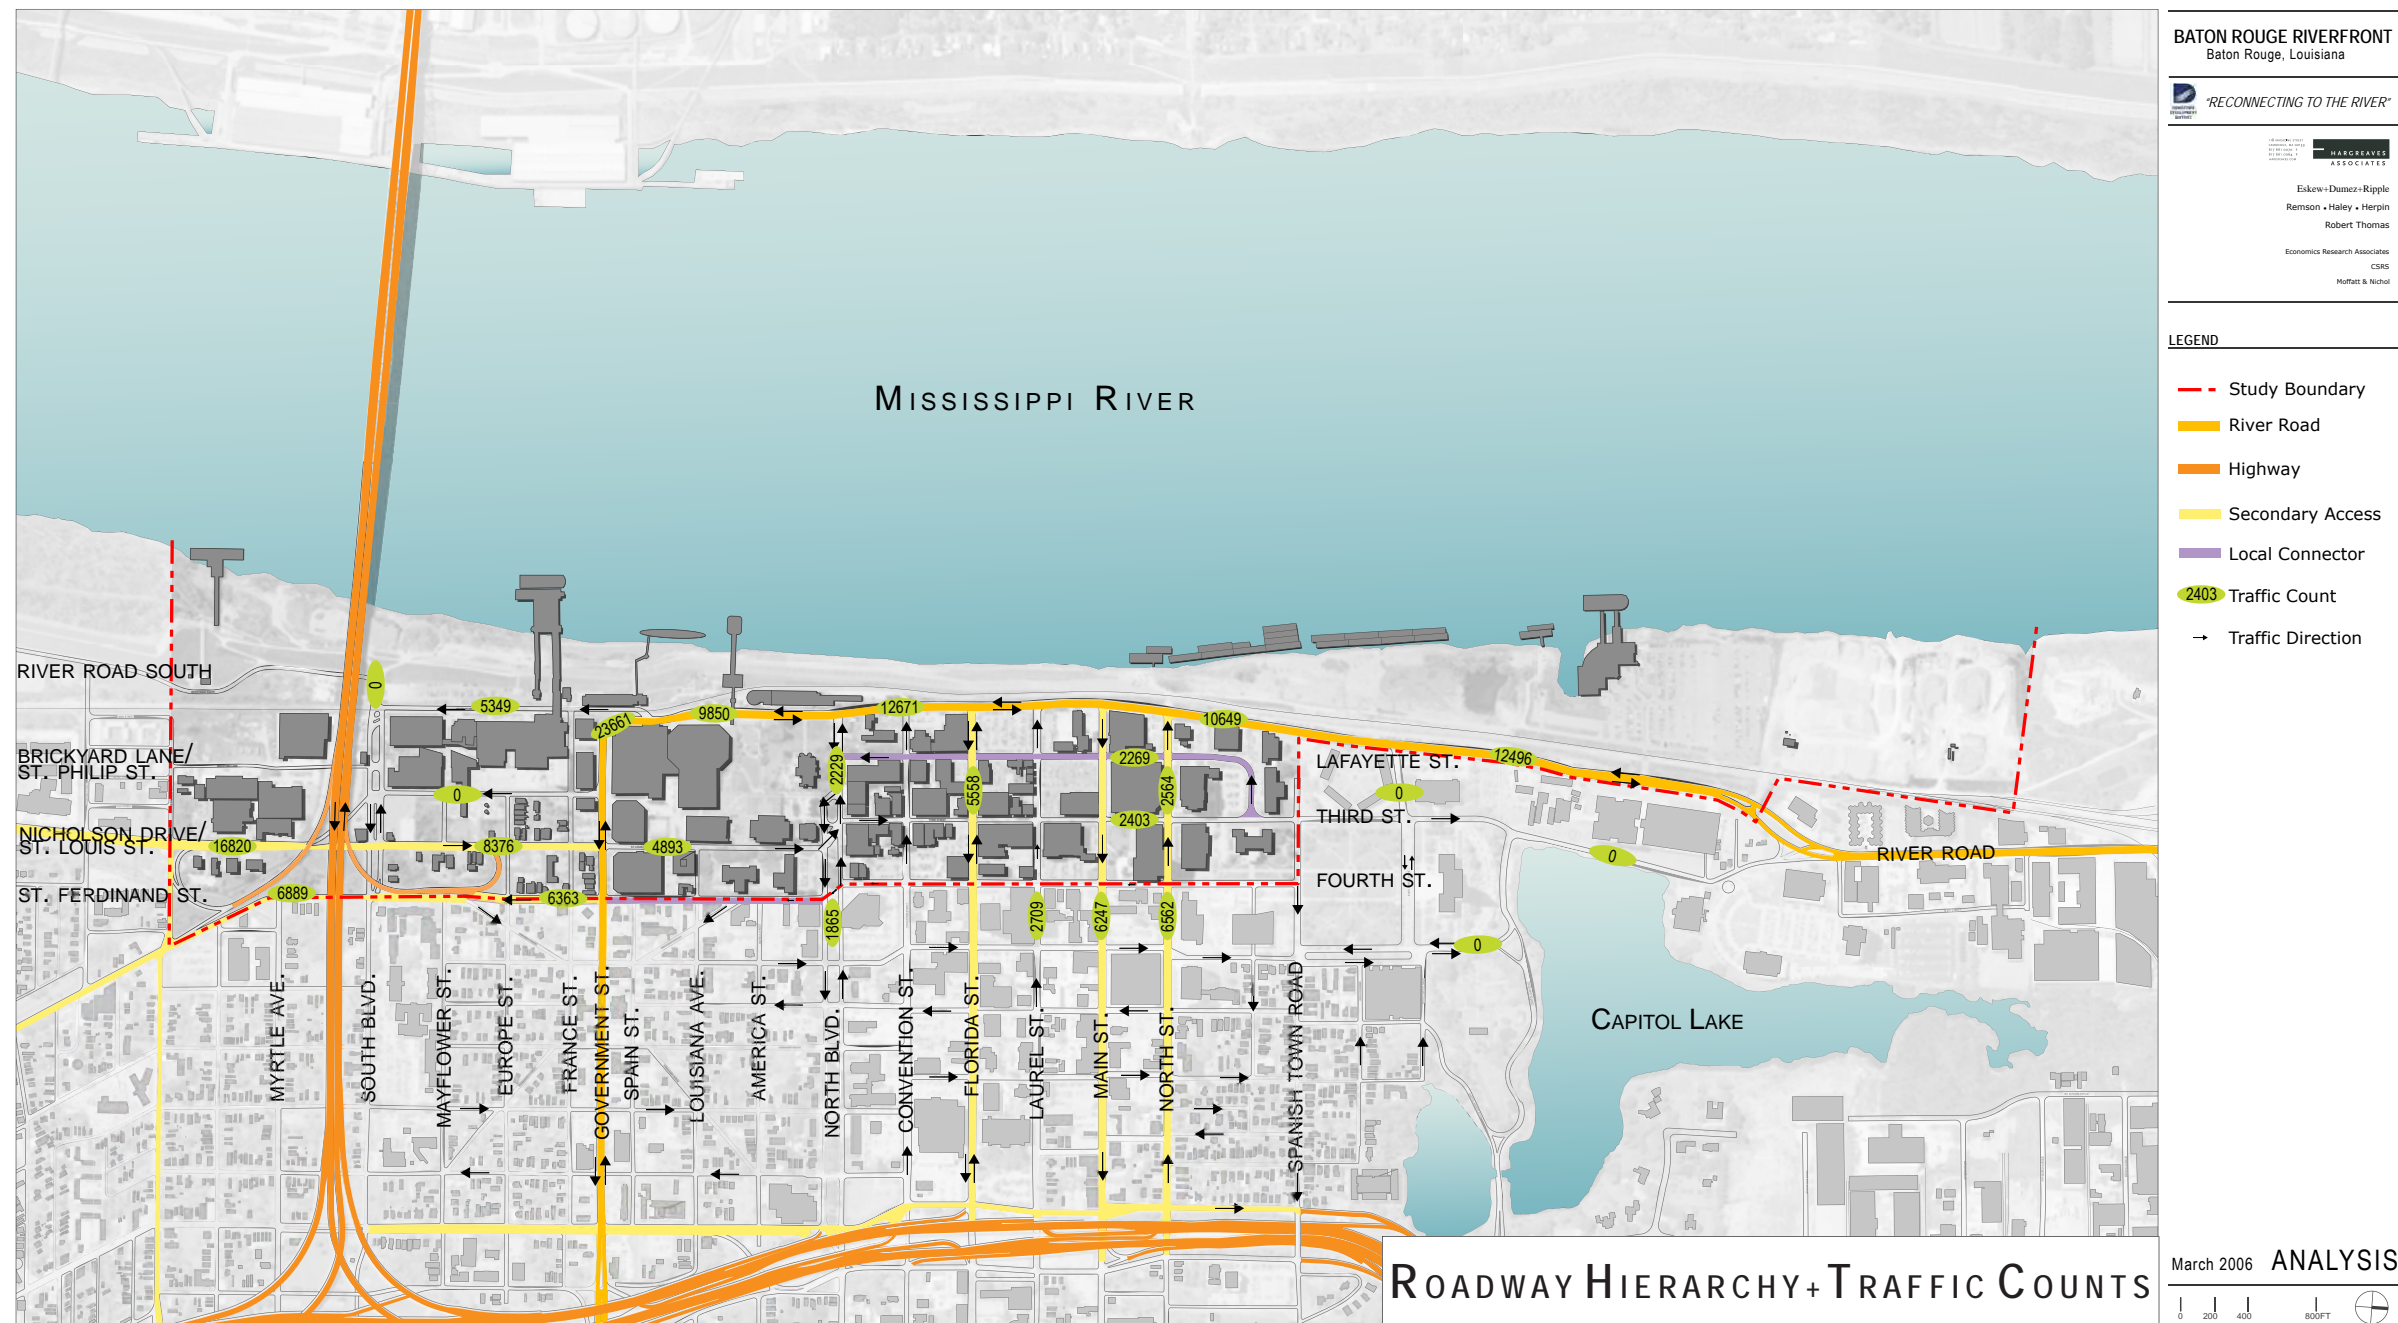 BATON ROUGE RIVERFRONT
Baton Rouge, Louisiana
"RECONNECTING TO THE RIVER"
HARGREAVES
ASSOCIATES
Eskew+Dumez+Ripple
Remson • Haley • Herpin
Robert Thomas
Economics Research Associates
CSRS
Moffatt & Nichol
LEGEND
Study Boundary
River Road
Highway
Secondary Access
Local Connector
2403 Traffic Count
Traffic Direction
MISSISSIPPI RIVER
RIVER ROAD SOUTH
BRICKYARD LANE/
ST. PHILIP ST.
NICHOLSON DRIVE/
ST. LOUIS ST.
ST. FERDINAND ST.
0
5349
23661
9850
12671
10649
12496
2229
2269
5558
2564
2403
0
0
16820
8376
4893
0
6889
6363
1865
2709
6247
6562
0
LAFAYETTE ST.
THIRD ST.
FOURTH ST.
RIVER ROAD
CAPITOL LAKE
MYRTLE AVE.
SOUTH BLVD.
MAYFLOWER ST.
EUROPE ST.
FRANCE ST.
GOVERNMENT ST.
SPAIN ST.
LOUISIANA AVE.
AMERICA ST.
NORTH BLVD.
CONVENTION ST.
FLORIDA ST.
LAUREL ST.
MAIN ST.
NORTH ST.
SPANISH TOWN ROAD
ROADWAY HIERARCHY+TRAFFIC COUNTS
March 2006 ANALYSIS
0 200 400 800FT